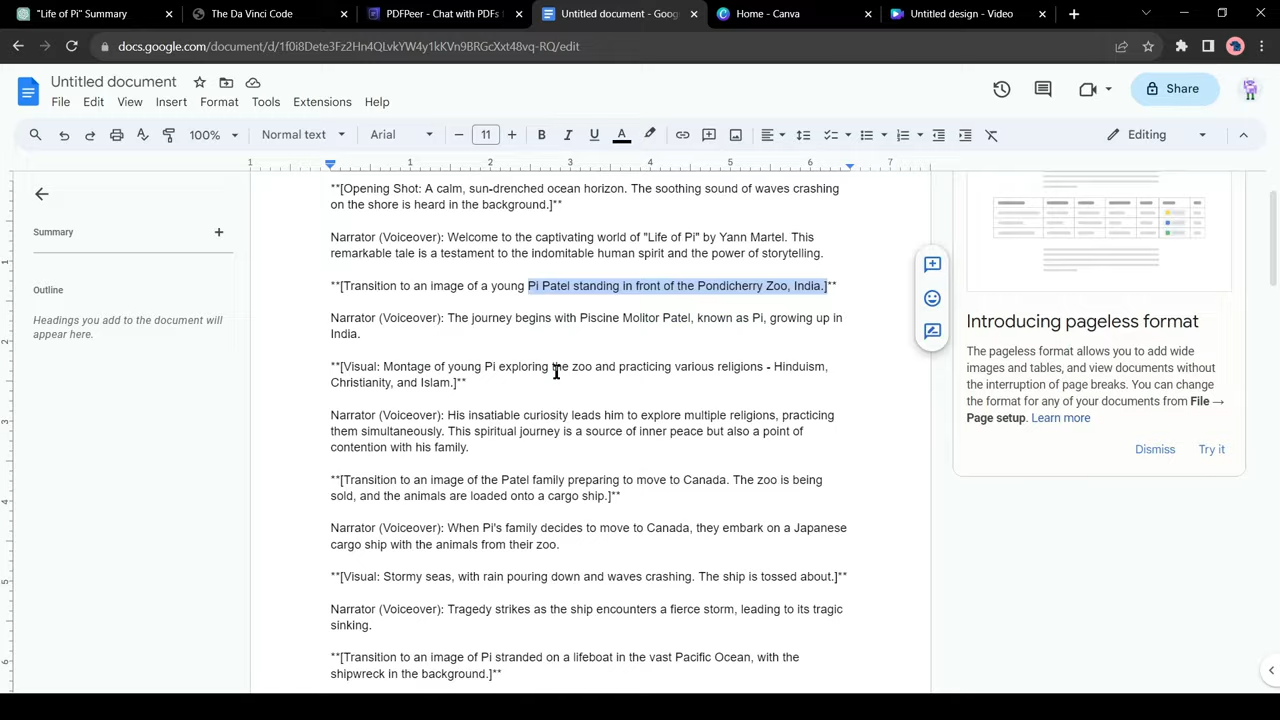 "Life of Pi" Summary
The Da Vinci Code
PDFPeer - Chat with PDFs
Untitled document - Goo
Home - Canva
Untitled design - Video
docs.google.com/document/d/1f0i8Dete3Fz2Hn4QLvkYW4y1kKVn9BRGcXxt48vq-RQ/edit
Untitled document
File Edit View Insert Format Tools Extensions Help
Share
100% Normal text Arial 11 Editing
1 1 2 3 4 5 6 7
Summary
Outline
Headings you add to the document will
appear here.
1
2
3
4
5
6
**[Opening Shot: A calm, sun-drenched ocean horizon. The soothing sound of waves crashing
on the shore is heard in the background.]**
Narrator (Voiceover): Welcome to the captivating world of "Life of Pi" by Yann Martel. This
remarkable tale is a testament to the indomitable human spirit and the power of storytelling.
**[Transition to an image of a young Pi Patel standing in front of the Pondicherry Zoo, India.]**
Narrator (Voiceover): The journey begins with Piscine Molitor Patel, known as Pi, growing up in
India.
**[Visual: Montage of young Pi exploring the zoo and practicing various religions - Hinduism,
Christianity, and Islam.]**
Narrator (Voiceover): His insatiable curiosity leads him to explore multiple religions, practicing
them simultaneously. This spiritual journey is a source of inner peace but also a point of
contention with his family.
**[Transition to an image of the Patel family preparing to move to Canada. The zoo is being
sold, and the animals are loaded onto a cargo ship.]**
Narrator (Voiceover): When Pi's family decides to move to Canada, they embark on a Japanese
cargo ship with the animals from their zoo.
**[Visual: Stormy seas, with rain pouring down and waves crashing. The ship is tossed about.]**
Narrator (Voiceover): Tragedy strikes as the ship encounters a fierce storm, leading to its tragic
sinking.
**[Transition to an image of Pi stranded on a lifeboat in the vast Pacific Ocean, with the
shipwreck in the background.]**
Introducing pageless format
The pageless format allows you to add wide
images and tables, and view documents without
the interruption of page breaks. You can change
the format for any of your documents from File →
Page setup. Learn more
Dismiss Try it